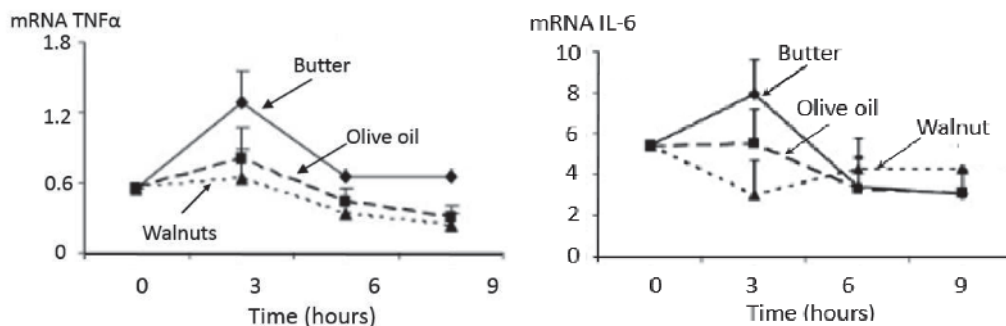 mRNA TNFα
1.8
1.2
0.6
0
Butter
Olive oil
Walnuts
0 3 6 9
Time (hours)
mRNA IL-6
10
8
6
4
2
0
Butter
Olive oil
Walnut
0 3 6 9
Time (hours)